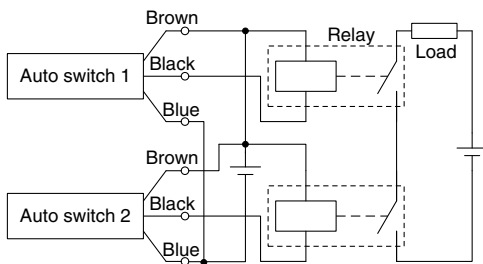 Brown
Relay
Load
Black
Auto switch 1
Blue
Brown
Black
Auto switch 2
Blue